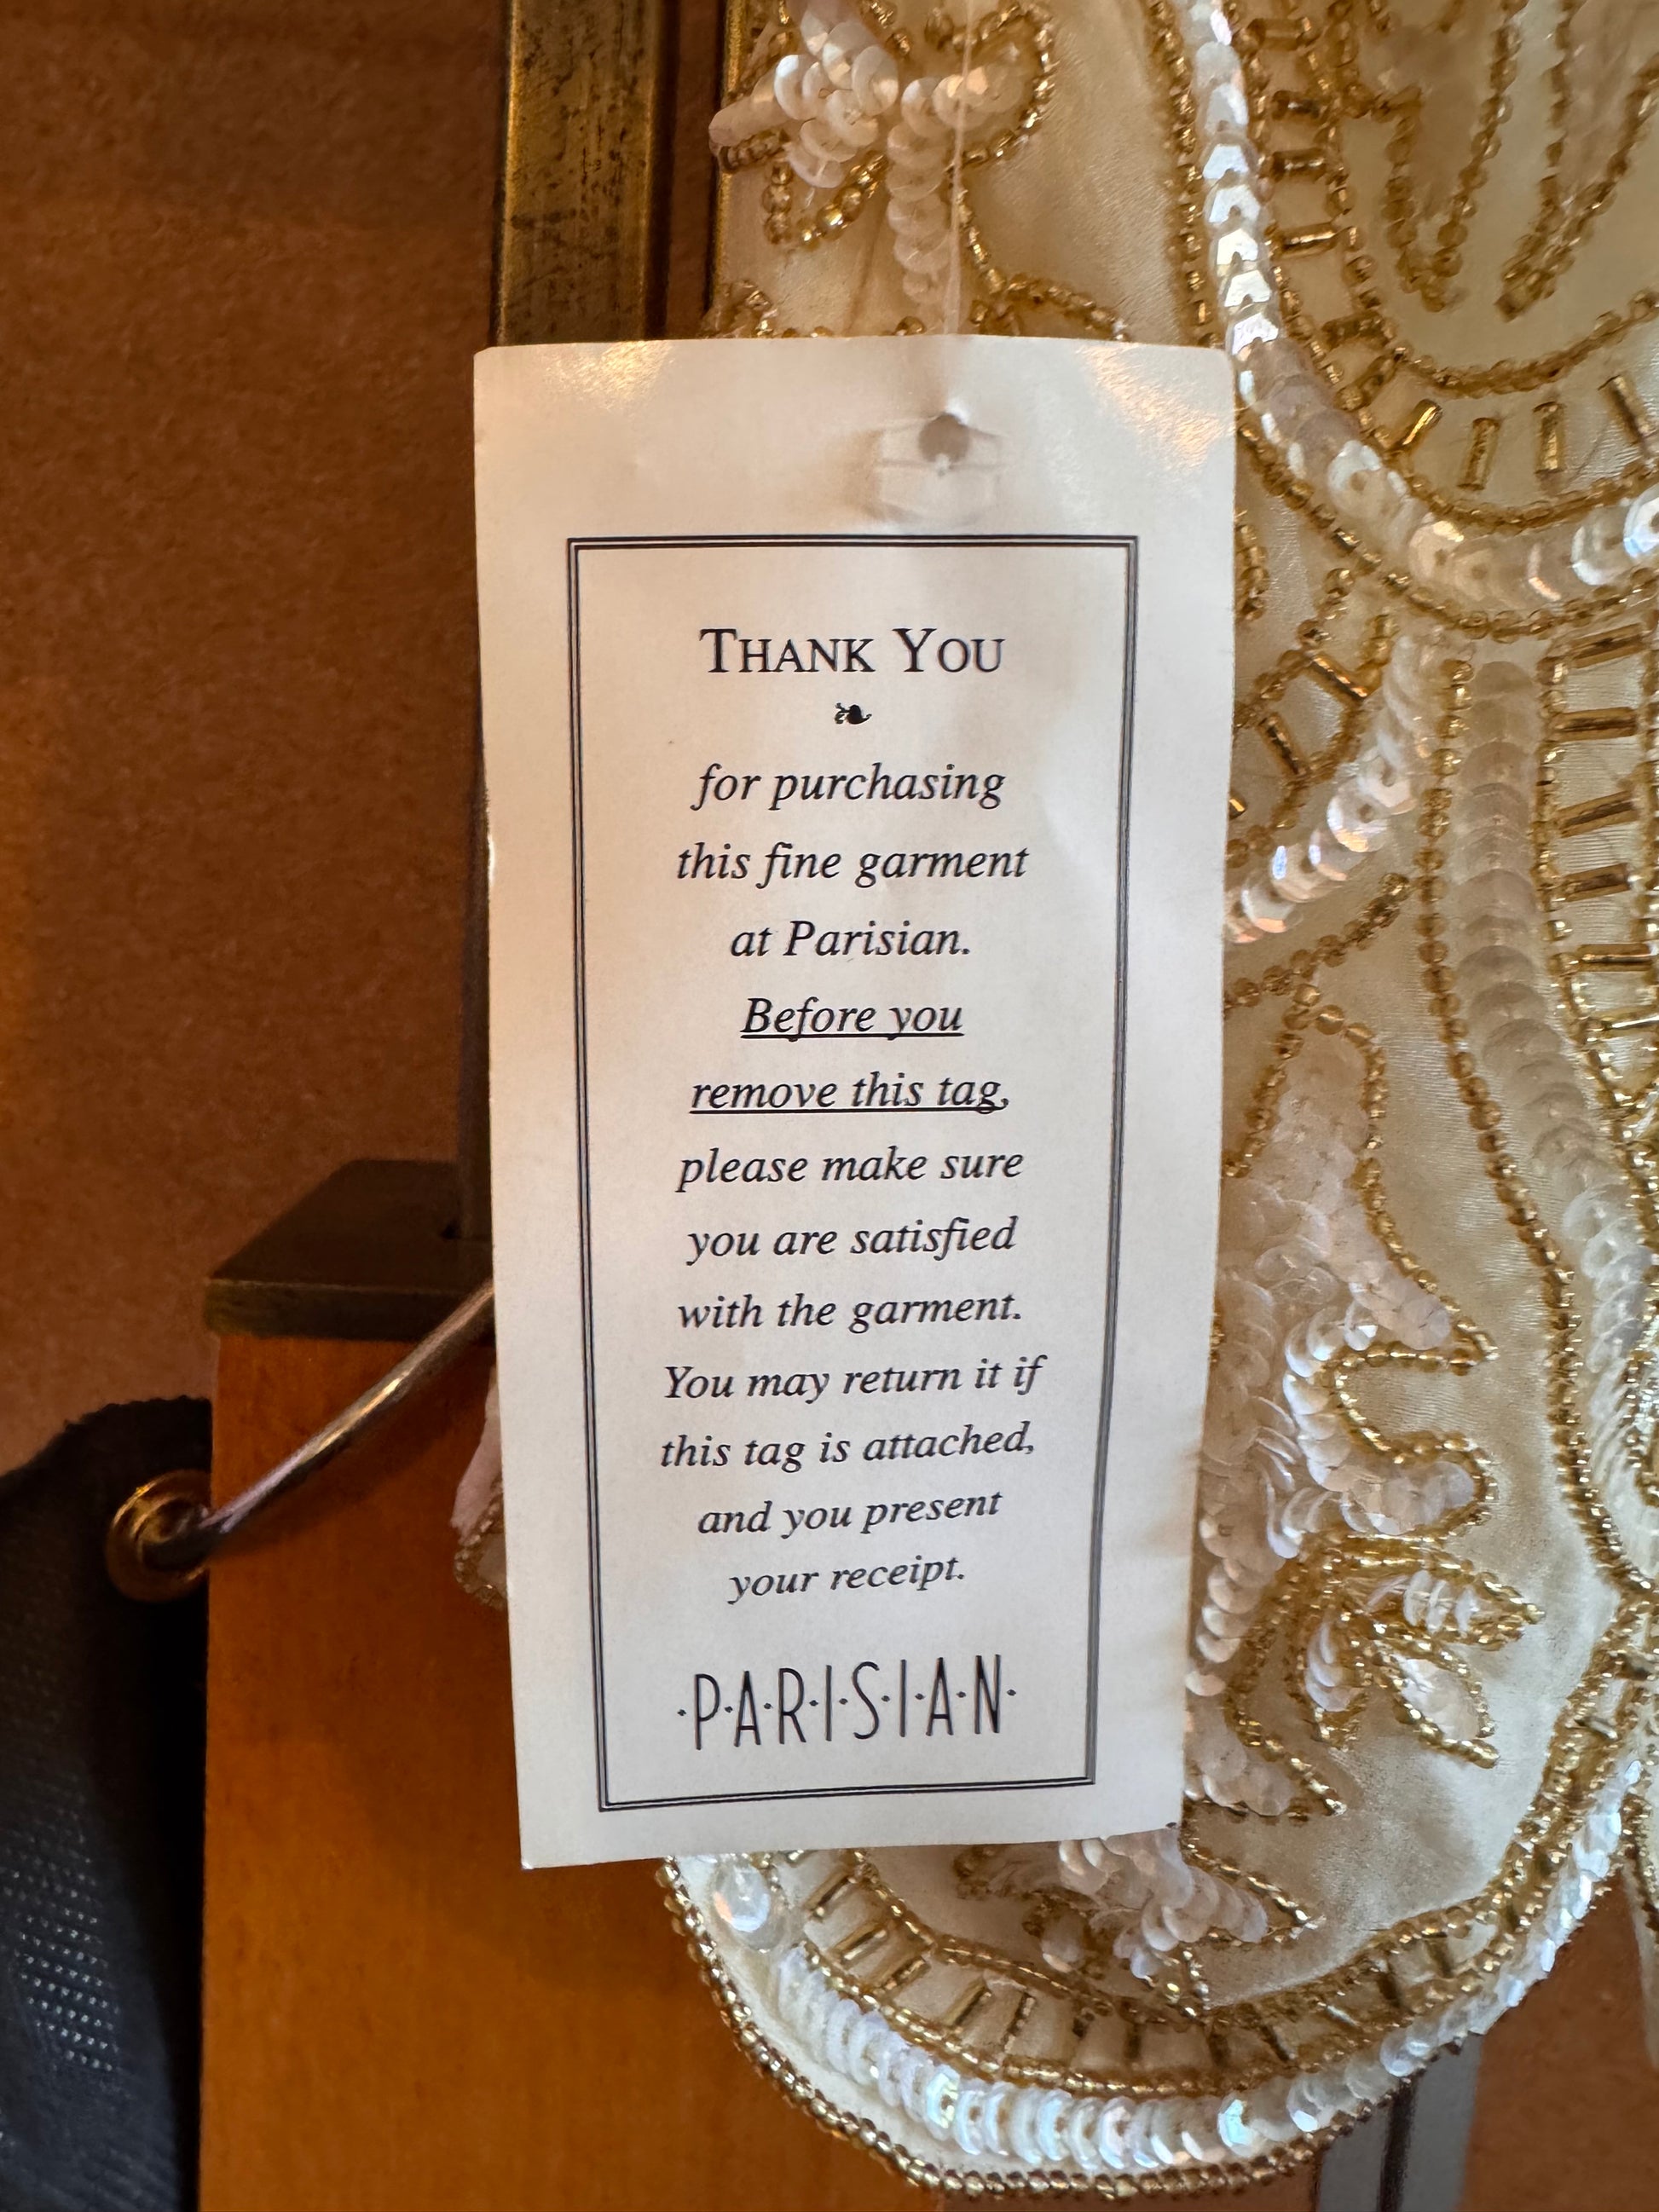 THANK YOU
for purchasing
this fine garment
at Parisian.
Before you
remove this tag,
please make sure
you are satisfied
with the garment.
You may return it if
this tag is attached,
and you present
your receipt.
·P·A·R·I·S·I·A·N·